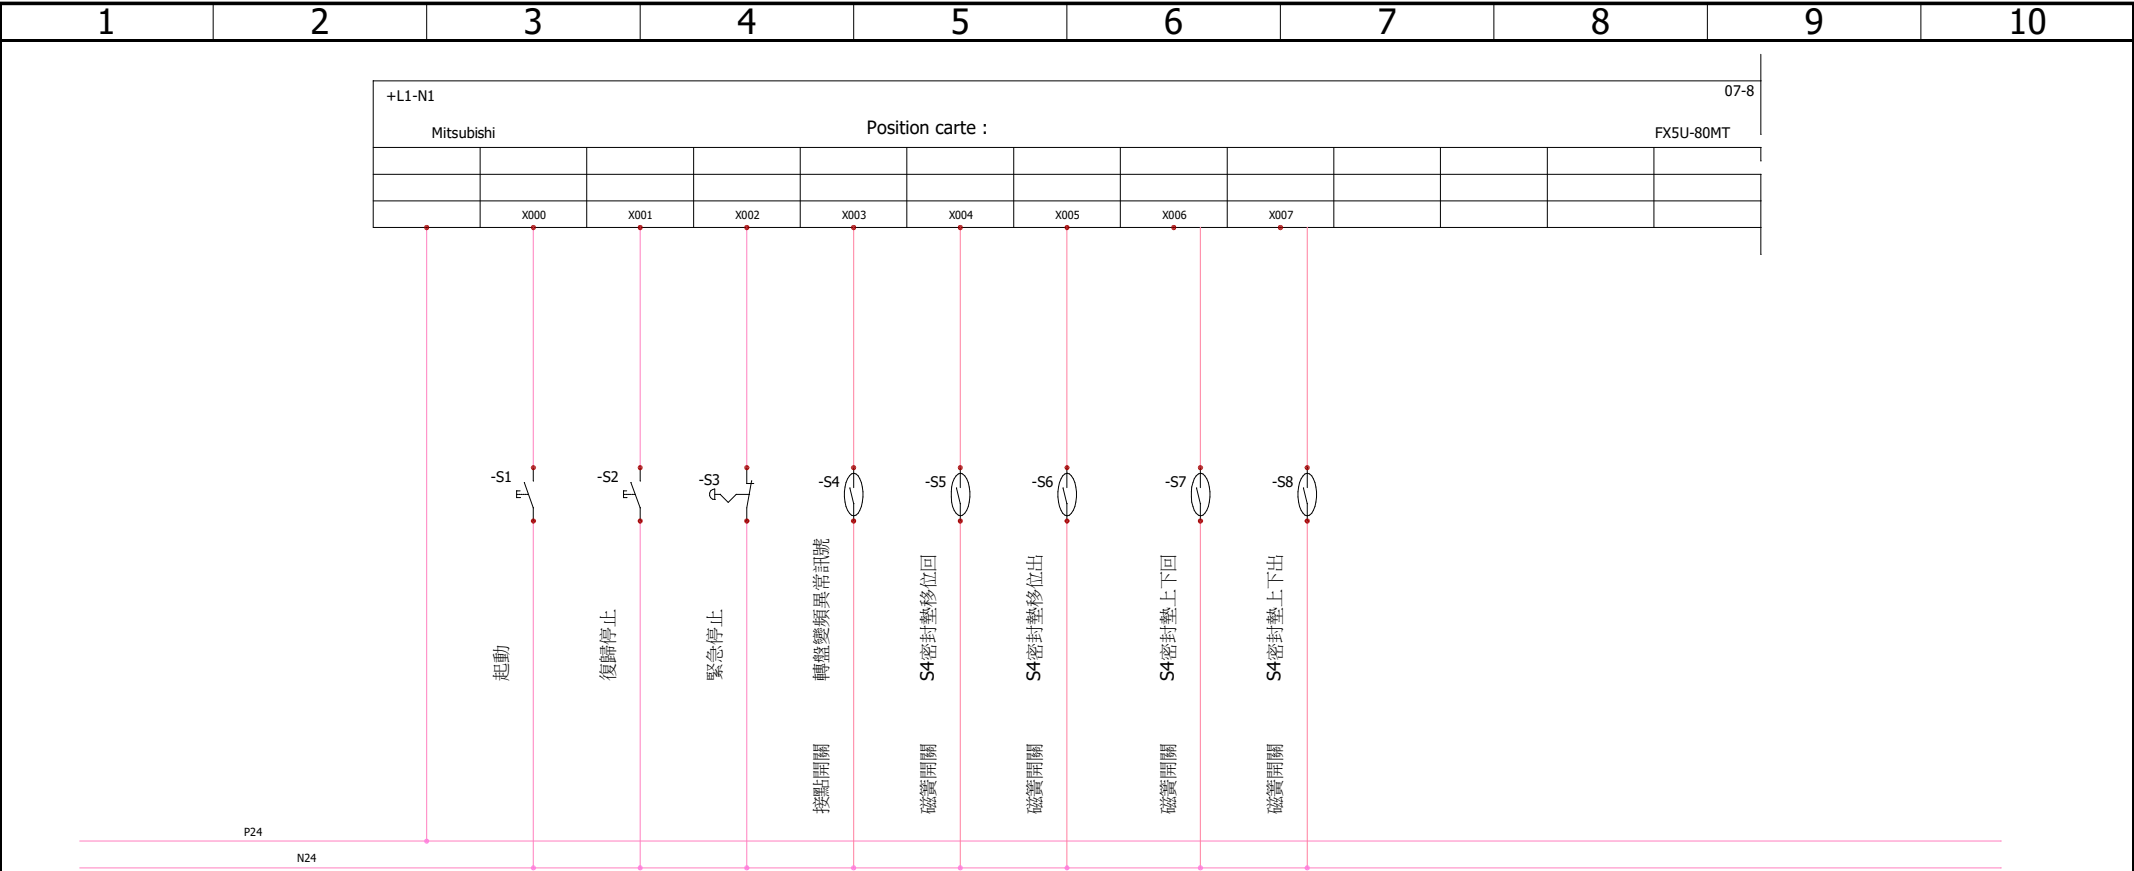 1 2 3 4 5 6 7 8 9 10
+L1-N1 07-8
Mitsubishi Position carte : FX5U-80MT
X000 X001 X002 X003 X004 X005 X006 X007
-S1 -S2 -S3 -S4 -S5 -S6 -S7 -S8
起動
復歸停止
緊急停止
轉盤變頻異常訊號
S4密封墊移位回
S4密封墊移位出
S4密封墊上下回
S4密封墊上下出
接點開關
磁簧開關
磁簧開關
磁簧開關
磁簧開關
P24
N24